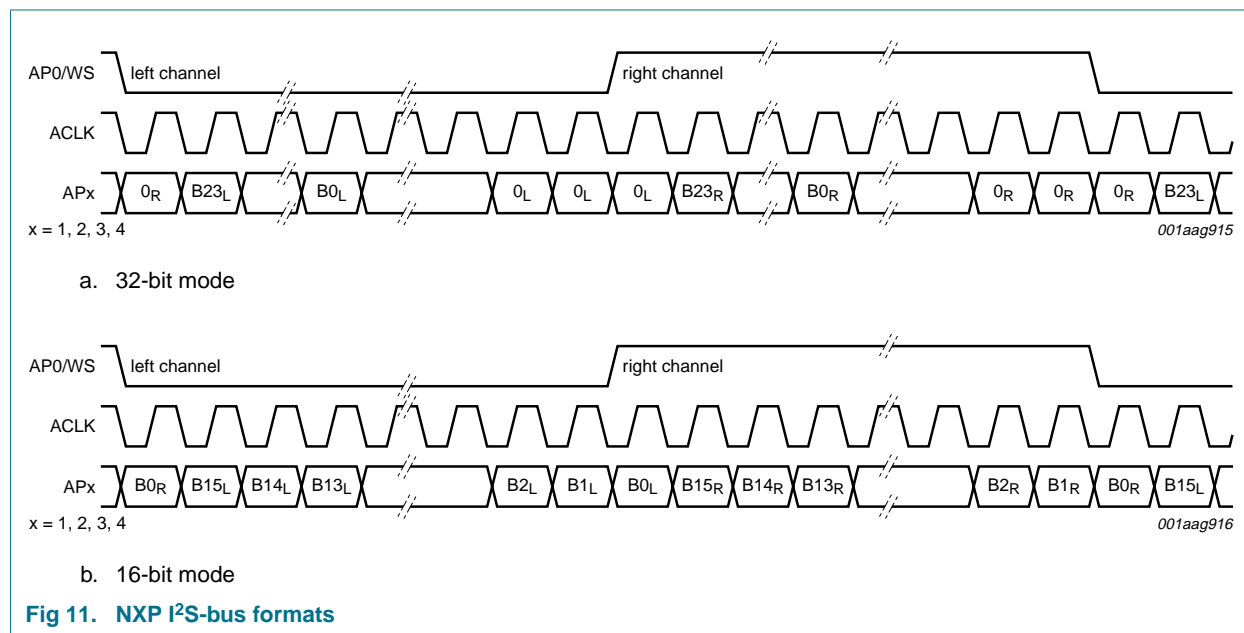 AP0/WS left channel right channel
ACLK
APx 0R B23L B0L 0L 0L 0L B23R B0R 0R 0R 0R B23L
x = 1, 2, 3, 4 001aag915
a. 32-bit mode
AP0/WS left channel right channel
ACLK
APx B0R B15L B14L B13L B2L B1L B0L B15R B14R B13R B2R B1R B0R B15L
x = 1, 2, 3, 4 001aag916
b. 16-bit mode
Fig 11. NXP I²S-bus formats